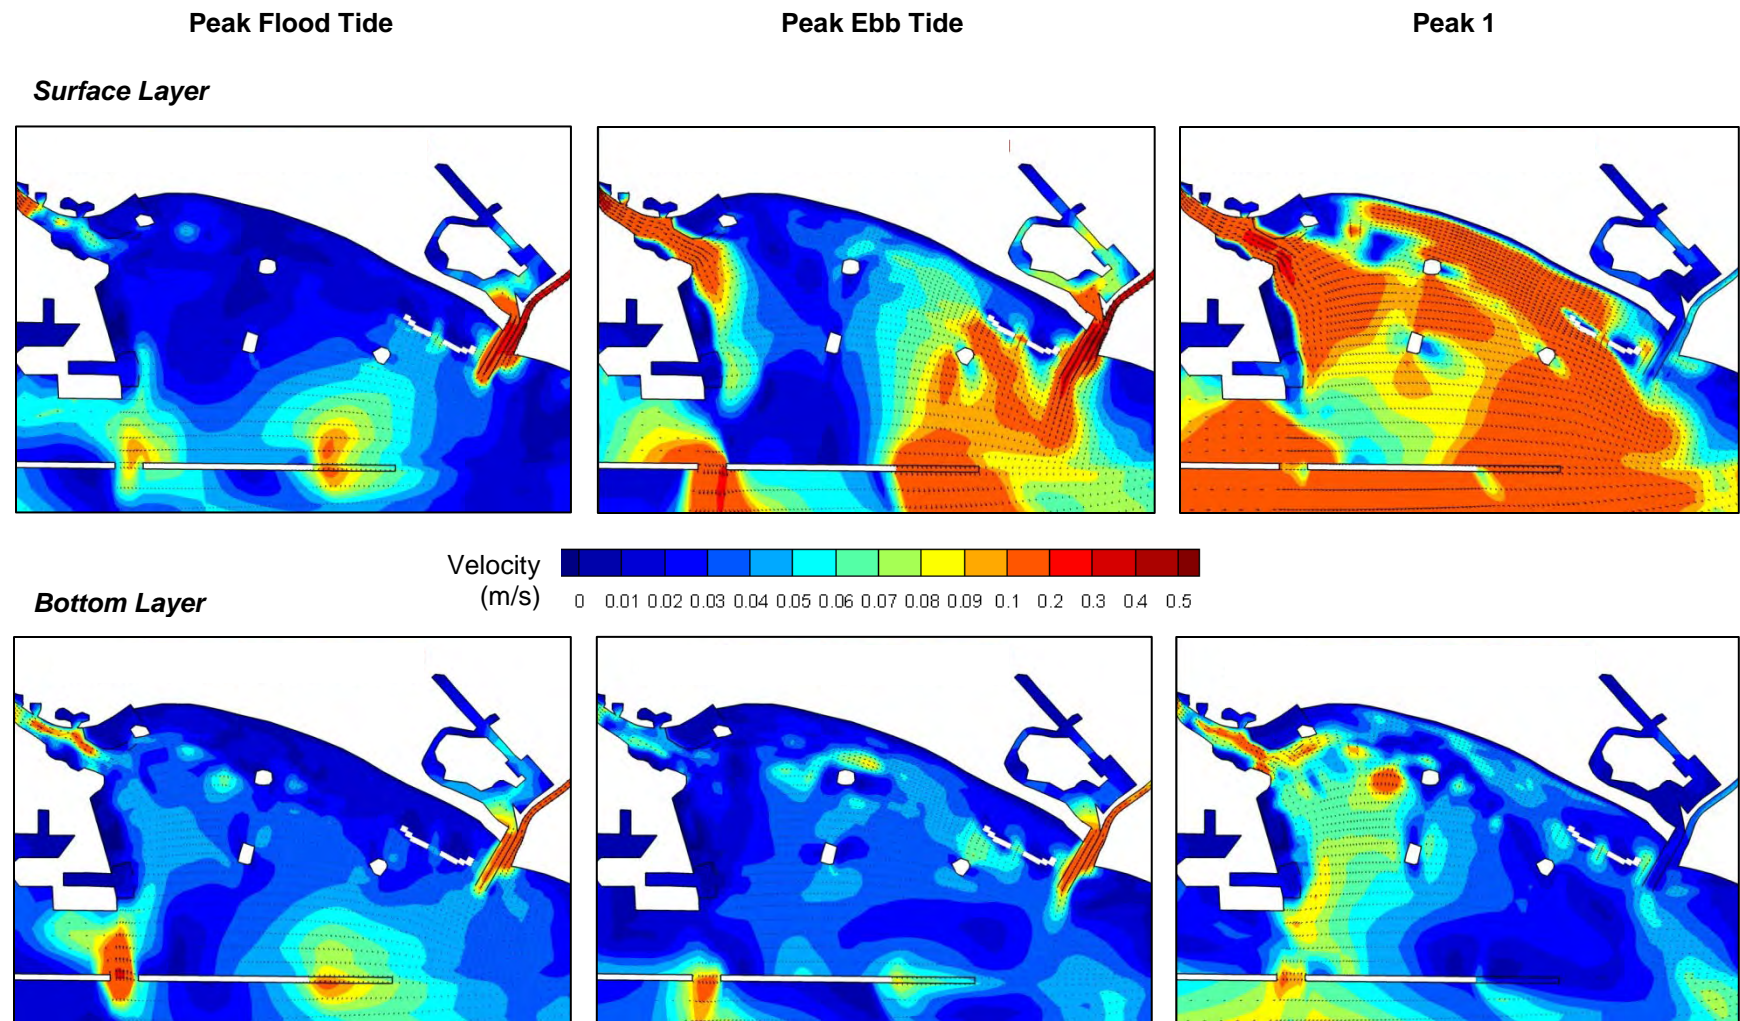 Peak Flood Tide Peak Ebb Tide Peak 1
Surface Layer
Velocity
(m/s)
0 0.01 0.02 0.03 0.04 0.05 0.06 0.07 0.08 0.09 0.1 0.2 0.3 0.4 0.5
Bottom Layer